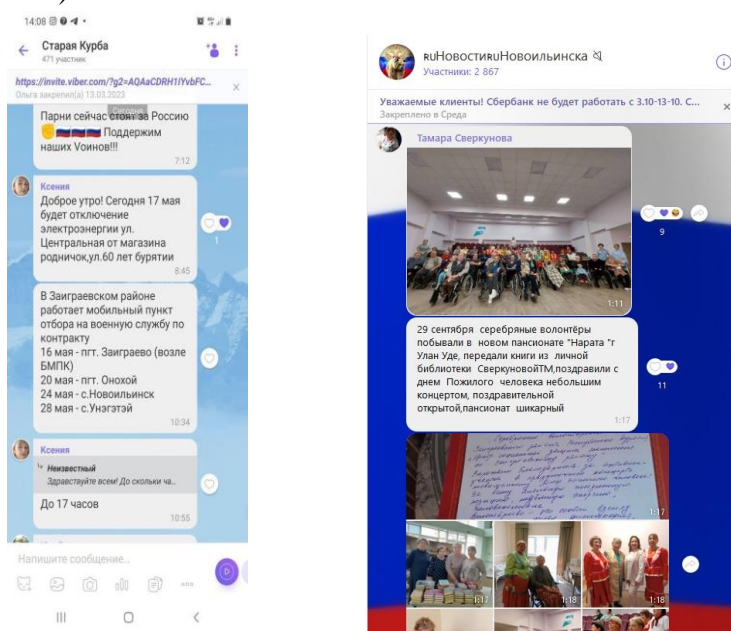 14:08
Старая Курба
471 участник
https://invite.viber.com/?g2=AQAaCDRH1IYvbFC...
Ольга закрепил(а) 13.03.2023
Сегодня
Парни сейчас стоят за Россию
Поддержим
наших Vоинов!!!
7:12
Ксения
Доброе утро! Сегодня 17 мая
будет отключение
электроэнергии ул.
Центральная от магазина
родничок,ул.60 лет бурятии
8:45
1
В Заиграевском районе
работает мобильный пункт
отбора на военную службу по
контракту
16 мая - пгт. Заиграево (возле
БМПК)
20 мая - пгт. Онохой
24 мая - с.Новоильинск
28 мая - с.Унэгэтэй
10:34
Ксения
Неизвестный
Здравствуйте всем! До скольки ча...
До 17 часов
10:55
Напишите сообщение...
RUНовостиRUНовоильинска
Участники: 2 867
Уважаемые клиенты! Сбербанк не будет работать с 3.10-13-10. С...
Закреплено в Среда
Тамара Сверкунова
1:11
9
29 сентября серебряные волонтёры
побывали в новом пансионате "Нарата "г
Улан Уде, передали книги из личной
библиотеки СверкуновойТМ,поздравили с
днем Пожилого человека небольшим
концертом, поздравительной
открытой,пансионат шикарный
1:17
11
1:17
1:17
1:18
1:18